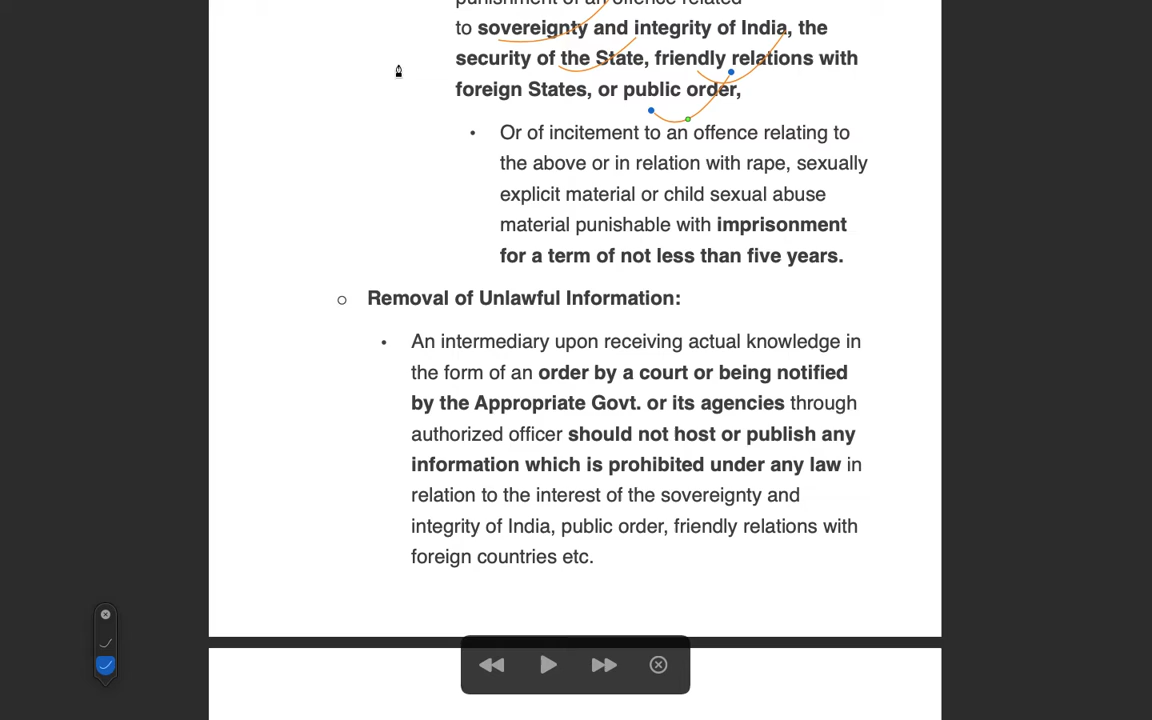 punishment of an offence related
to sovereignty and integrity of India, the
security of the State, friendly relations with
foreign States, or public order,
• Or of incitement to an offence relating to
the above or in relation with rape, sexually
explicit material or child sexual abuse
material punishable with imprisonment
for a term of not less than five years.
○ Removal of Unlawful Information:
• An intermediary upon receiving actual knowledge in
the form of an order by a court or being notified
by the Appropriate Govt. or its agencies through
authorized officer should not host or publish any
information which is prohibited under any law in
relation to the interest of the sovereignty and
integrity of India, public order, friendly relations with
foreign countries etc.